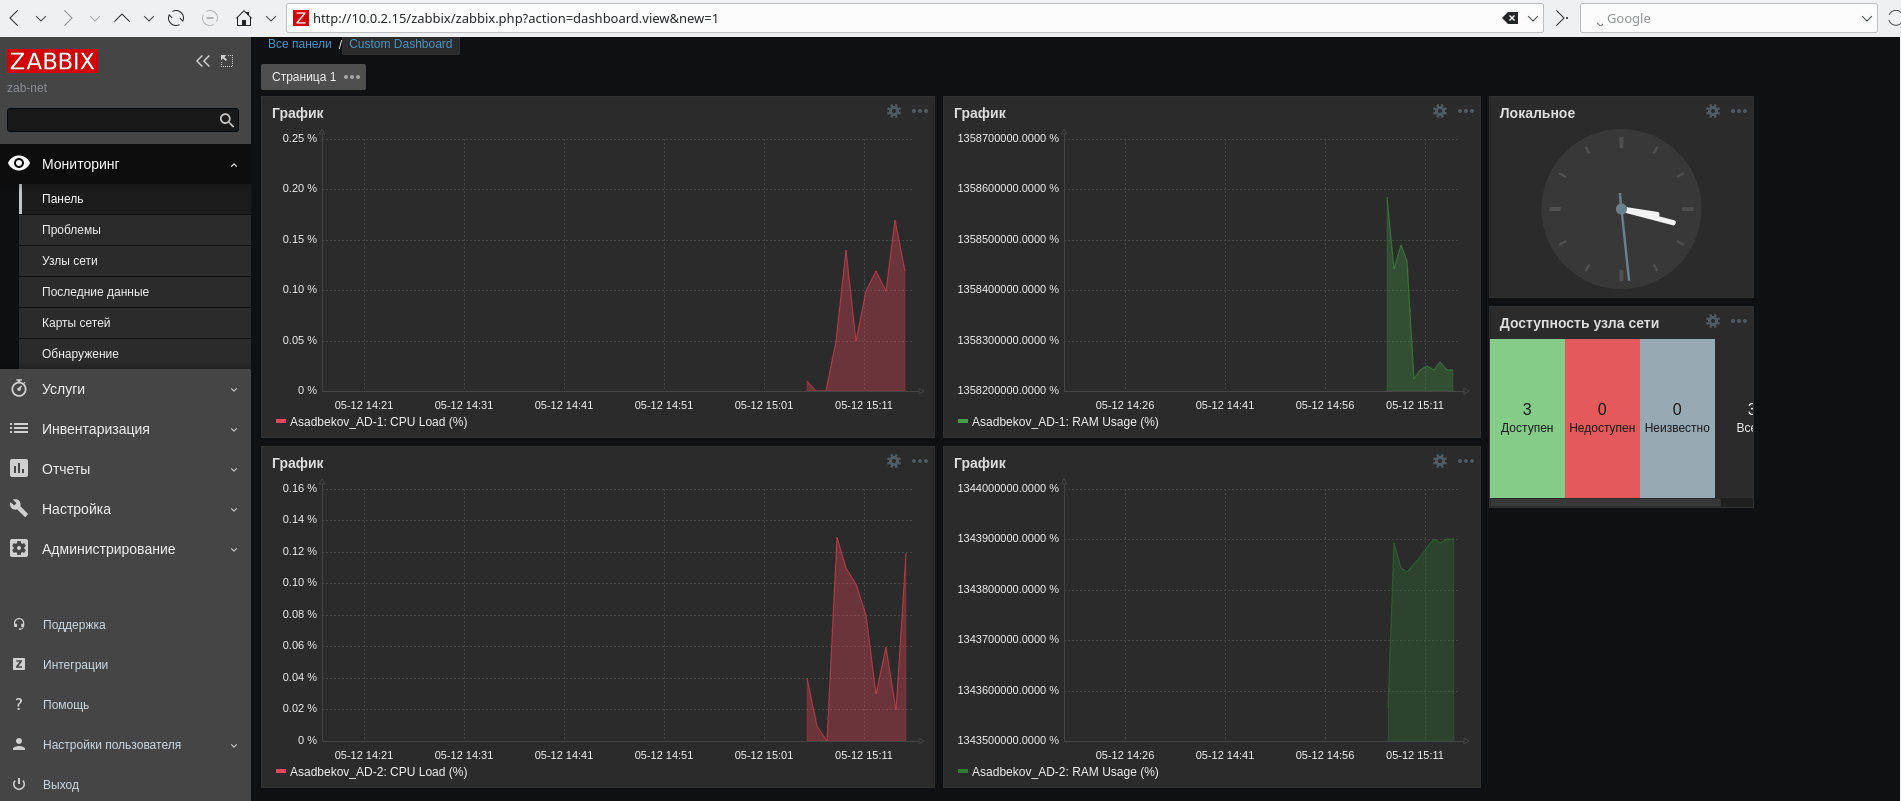 http://10.0.2.15/zabbix/zabbix.php?action=dashboard.view&new=1
Google
ZABBIX
zab-net
Мониторинг
Панель
Проблемы
Узлы сети
Последние данные
Карты сетей
Обнаружение
Услуги
Инвентаризация
Отчеты
Настройка
Администрирование
Поддержка
Интеграции
Помощь
Настройки пользователя
Выход
Все панели / Custom Dashboard
Страница 1
График
0.25 %
0.20 %
0.15 %
0.10 %
0.05 %
0 %
05-12 14:21 05-12 14:31 05-12 14:41 05-12 14:51 05-12 15:01 05-12 15:11
Asadbekov_AD-1: CPU Load (%)
График
1358700000.0000 %
1358600000.0000 %
1358500000.0000 %
1358400000.0000 %
1358300000.0000 %
1358200000.0000 %
05-12 14:26 05-12 14:41 05-12 14:56 05-12 15:11
Asadbekov_AD-1: RAM Usage (%)
Локальное
Доступность узла сети
3 0 0 3
Доступен Недоступен Неизвестно Все
График
0.16 %
0.14 %
0.12 %
0.10 %
0.08 %
0.06 %
0.04 %
0.02 %
0 %
05-12 14:21 05-12 14:31 05-12 14:41 05-12 14:51 05-12 15:01 05-12 15:11
Asadbekov_AD-2: CPU Load (%)
График
1344000000.0000 %
1343900000.0000 %
1343800000.0000 %
1343700000.0000 %
1343600000.0000 %
1343500000.0000 %
05-12 14:26 05-12 14:41 05-12 14:56 05-12 15:11
Asadbekov_AD-2: RAM Usage (%)